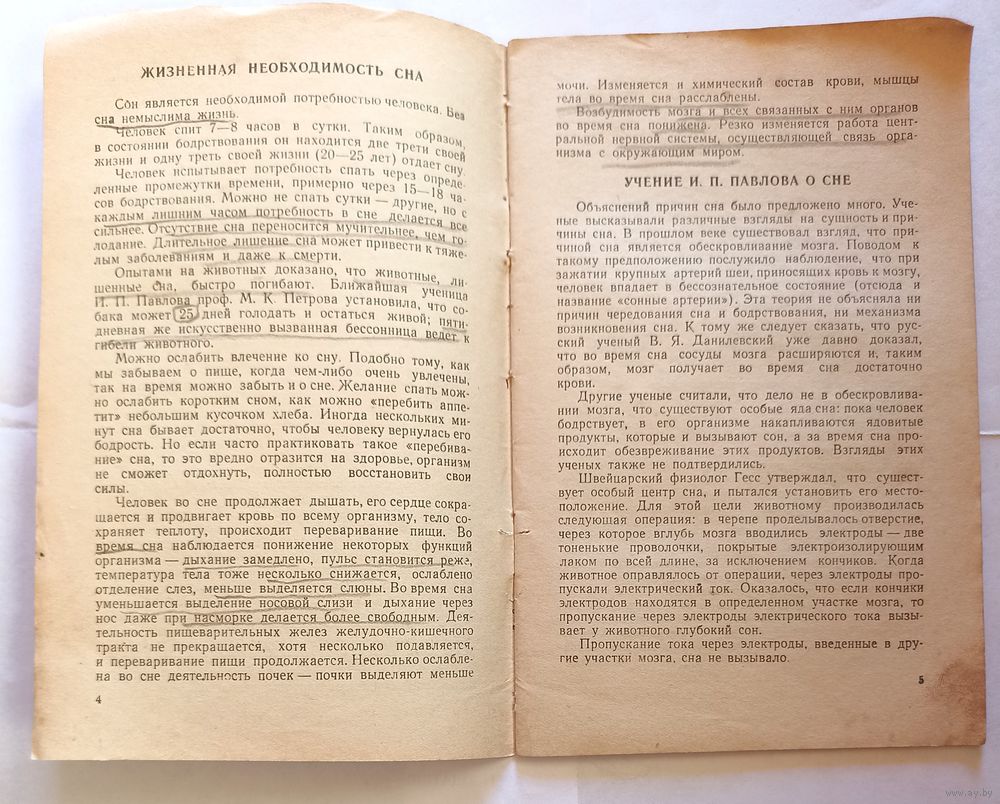 ЖИЗНЕННАЯ НЕОБХОДИМОСТЬ СНА
Сон является необходимой потребностью человека. Без
сна немыслима жизнь.
Человек спит 7—8 часов в сутки. Таким образом,
в состоянии бодрствования он находится две трети своей
жизни и одну треть своей жизни (20—25 лет) отдает сну.
Человек испытывает потребность спать через опреде-
ленные промежутки времени, примерно через 15—18 ча-
сов бодрствования. Можно не спать сутки — другие, но с
каждым лишним часом потребность в сне делается все
сильнее. Отсутствие сна переносится мучительнее, чем го-
лодание. Длительное лишение сна может привести к тяже-
лым заболеваниям и даже к смерти.
Опытами на животных доказано, что животные, ли-
шенные сна, быстро погибают. Ближайшая ученица
И. П. Павлова проф. М. К. Петрова установила, что со-
бака может 25 дней голодать и остаться живой; пяти-
дневная же искусственно вызванная бессонница ведет к
гибели животного.
Можно ослабить влечение ко сну. Подобно тому, как
мы забываем о пище, когда чем-либо очень увлечены,
так на время можно забыть и о сне. Желание спать мож-
но ослабить коротким сном, как можно «перебить аппе-
тит» небольшим кусочком хлеба. Иногда нескольких ми-
нут сна бывает достаточно, чтобы человеку вернулась его
бодрость. Но если часто практиковать такое «перебива-
ние» сна, то это вредно отразится на здоровье, организм
не сможет отдохнуть, полностью восстановить свои
силы.
Человек во сне продолжает дышать, его сердце сокра-
щается и продвигает кровь по всему организму, тело со-
храняет теплоту, происходит переваривание пищи. Во
время сна наблюдается понижение некоторых функций
организма — дыхание замедлено, пульс становится реже,
температура тела тоже несколько снижается, ослаблено
отделение слез, меньше выделяется слюны. Во время сна
уменьшается выделение носовой слизи и дыхание через
нос даже при насморке делается более свободным. Дея-
тельность пищеварительных желез желудочно-кишечного
тракта не прекращается, хотя несколько подавляется,
и переваривание пищи продолжается. Несколько ослабле-
на во сне деятельность почек — почки выделяют меньше
4
мочи. Изменяется и химический состав крови, мышцы
тела во время сна расслаблены.
Возбудимость мозга и всех связанных с ним органов
во время сна понижена. Резко изменяется работа цент-
ральной нервной системы, осуществляющей связь орга-
низма с окружающим миром.
УЧЕНИЕ И. П. ПАВЛОВА О СНЕ
Объяснений причин сна было предложено много. Уче-
ные высказывали различные взгляды на сущность и при-
чины сна. В прошлом веке существовал взгляд, что при-
чиной сна является обескровливание мозга. Поводом к
такому предположению послужило наблюдение, что при
зажатии крупных артерий шеи, приносящих кровь к мозгу,
человек впадает в бессознательное состояние (отсюда и
название «сонные артерии»). Эта теория не объясняла ни
причин чередования сна и бодрствования, ни механизма
возникновения сна. К тому же следует сказать, что рус-
ский ученый В. Я. Данилевский уже давно доказал,
что во время сна сосуды мозга расширяются и, таким
образом, мозг получает во время сна достаточно
крови.
Другие ученые считали, что дело не в обескровлива-
нии мозга, что существуют особые яда сна: пока человек
бодрствует, в его организме накапливаются ядовитые
продукты, которые и вызывают сон, а за время сна про-
исходит обезвреживание этих продуктов. Взгляды этих
ученых также не подтвердились.
Швейцарский физиолог Гесс утверждал, что сущест-
вует особый центр сна, и пытался установить его место-
положение. Для этой цели животному производилась
следующая операция: в черепе проделывалось отверстие,
через которое вглубь мозга вводились электроды — две
тоненькие проволочки, покрытые электроизолирующим
лаком по всей длине, за исключением кончиков. Когда
животное оправлялось от операции, через электроды про-
пускали электрический ток. Оказалось, что если кончики
электродов находятся в определенном участке мозга, то
пропускание через электроды электрического тока вызы-
вает у животного глубокий сон.
Пропускание тока через электроды, введенные в дру-
гие участки мозга, сна не вызывало.
5
www.ay.by